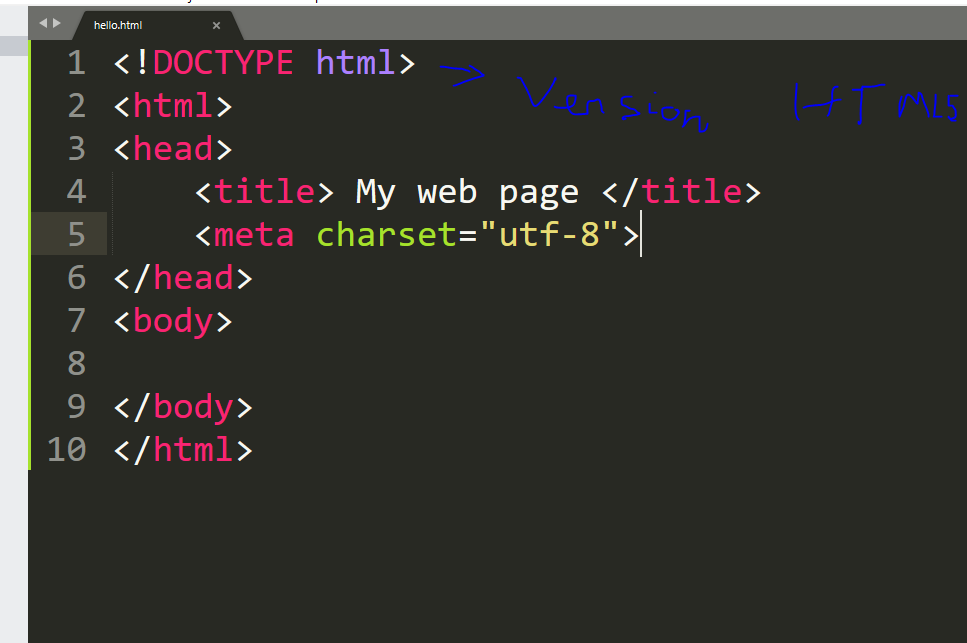 hello.html ×
1 <!DOCTYPE html> → Version HTML5
2 <html>
3 <head>
4 <title> My web page </title>
5 <meta charset="utf-8">
6 </head>
7 <body>
8
9 </body>
10 </html>